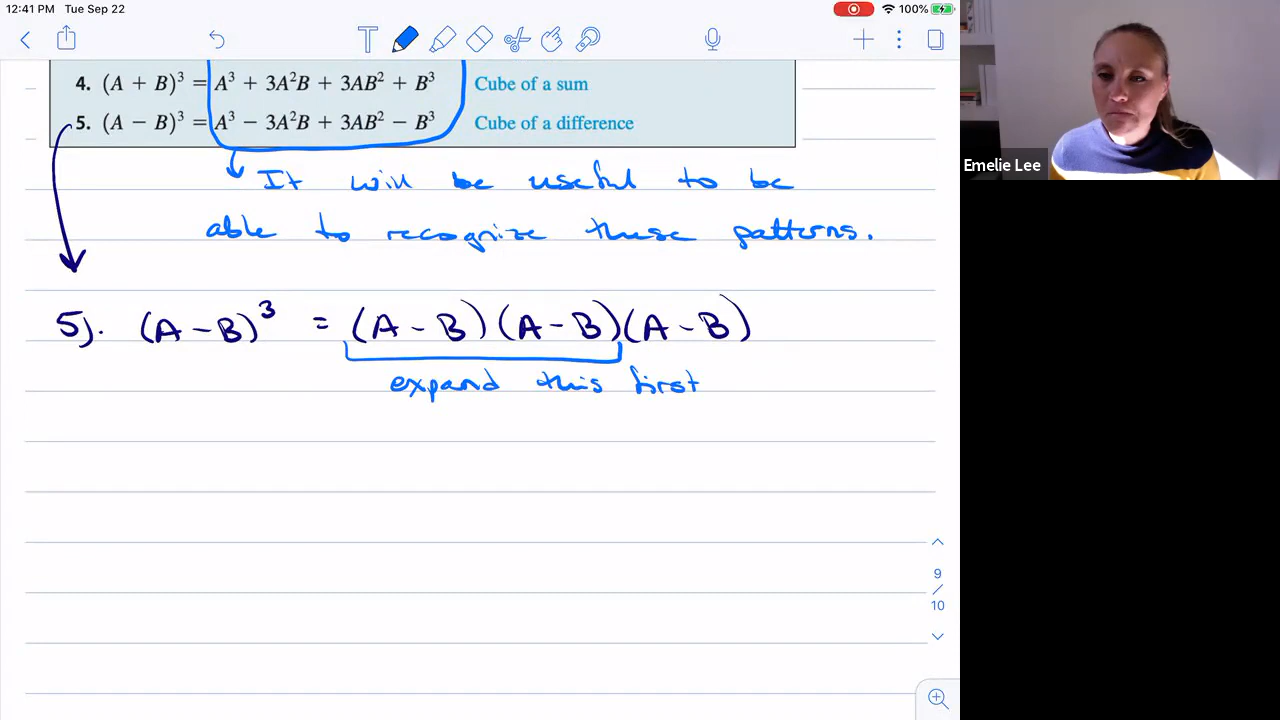 12:41 PM Tue Sep 22
100%
4. (A + B)³ = A³ + 3A²B + 3AB² + B³ Cube of a sum
5. (A − B)³ = A³ − 3A²B + 3AB² − B³ Cube of a difference
It will be useful to be
able to recognize these patterns.
5). (A − B)³ = (A − B)(A − B)(A − B)
expand this first
Emelie Lee
9
/
10